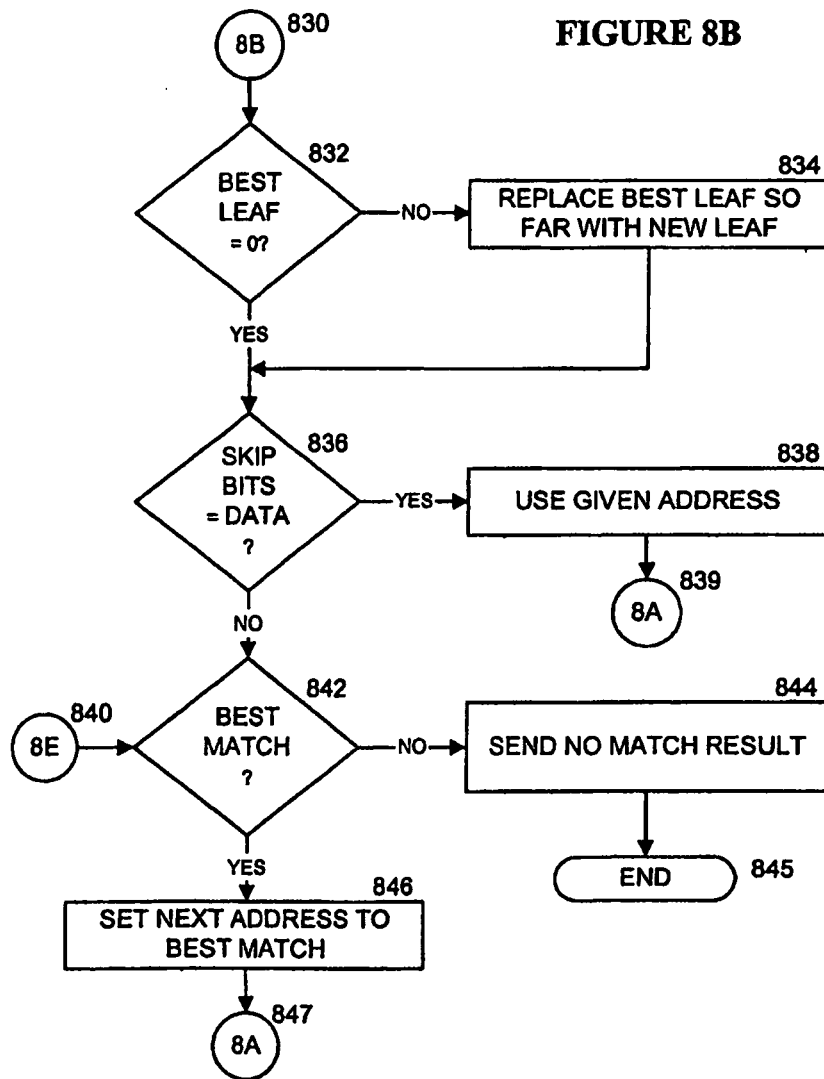 FIGURE 8B
8B
830
832
BEST
LEAF
= 0?
NO
834
REPLACE BEST LEAF SO
FAR WITH NEW LEAF
YES
836
SKIP
BITS
= DATA
?
YES
838
USE GIVEN ADDRESS
8A
839
NO
840
8E
842
BEST
MATCH
?
NO
844
SEND NO MATCH RESULT
END
845
YES
846
SET NEXT ADDRESS TO
BEST MATCH
847
8A